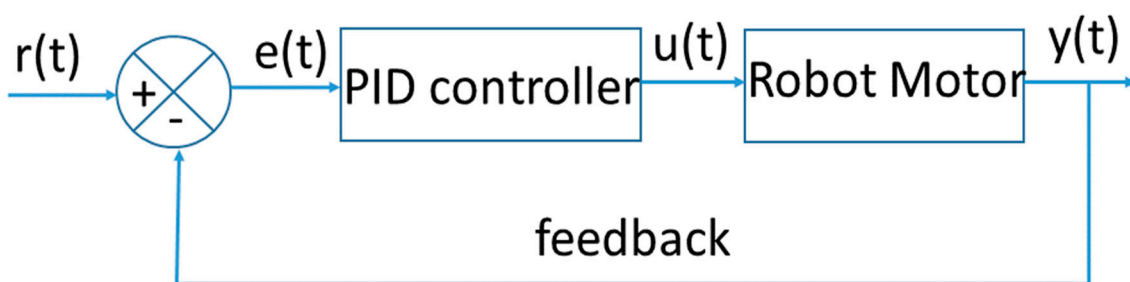 r(t)
+
-
e(t)
PID controller
u(t)
Robot Motor
y(t)
feedback